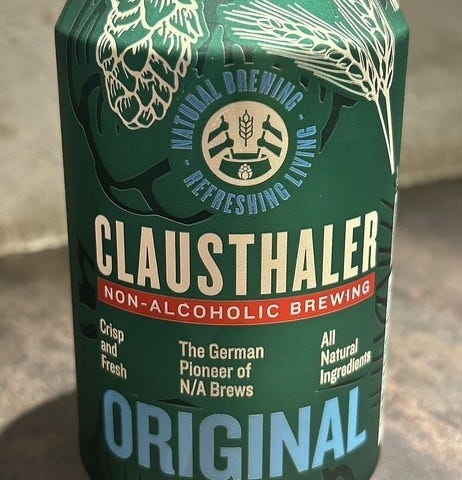 NATURAL BREWING -
REFRESHING LIVING -
CLAUSTHALER
NON-ALCOHOLIC BREWING
Crisp
and
Fresh
The German
Pioneer of
N/A Brews
All
Natural
Ingredients
ORIGINAL